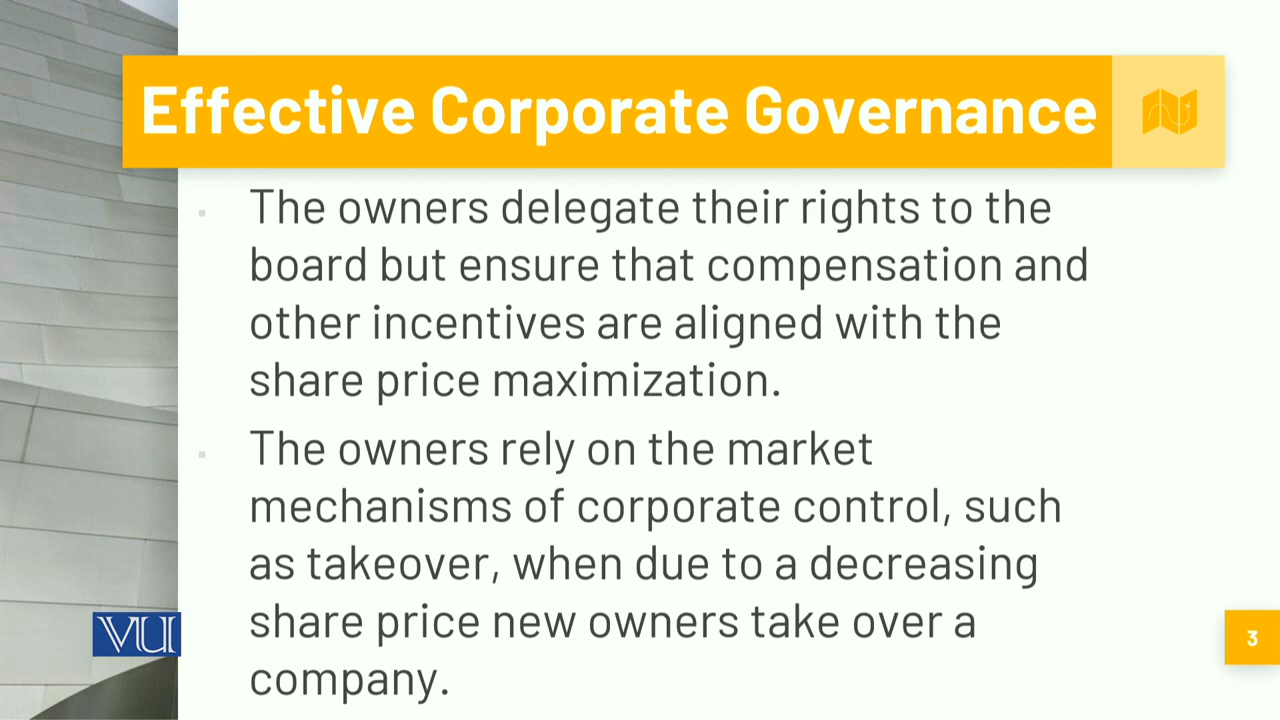 Effective Corporate Governance
The owners delegate their rights to the
board but ensure that compensation and
other incentives are aligned with the
share price maximization.
The owners rely on the market
mechanisms of corporate control, such
as takeover, when due to a decreasing
share price new owners take over a
company.
VU
3